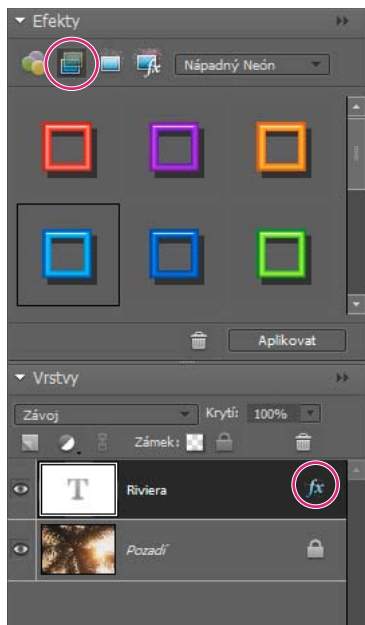 Efekty
Nápadný Neón
Aplikovat
Vrstvy
Závoj Krytí: 100%
Zámek:
T Riviera fx
Pozadí